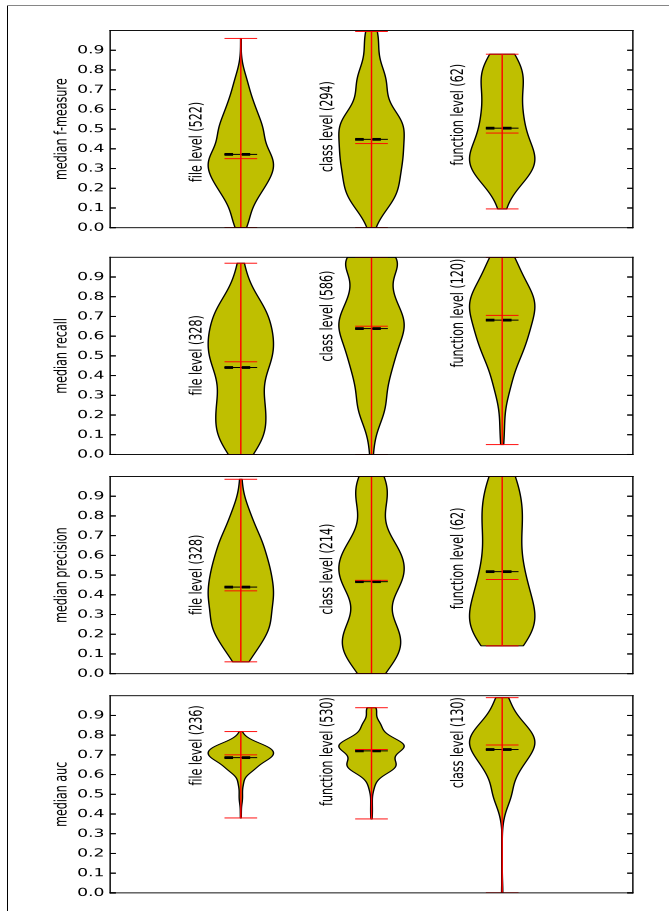 median f-measure
0.9
0.8
0.7
0.6
0.5
0.4
0.3
0.2
0.1
0.0
file level (522)
class level (294)
function level (62)
median recall
0.9
0.8
0.7
0.6
0.5
0.4
0.3
0.2
0.1
0.0
file level (328)
class level (586)
function level (120)
median precision
0.9
0.8
0.7
0.6
0.5
0.4
0.3
0.2
0.1
0.0
file level (328)
class level (214)
function level (62)
median auc
0.9
0.8
0.7
0.6
0.5
0.4
0.3
0.2
0.1
0.0
file level (236)
function level (530)
class level (130)